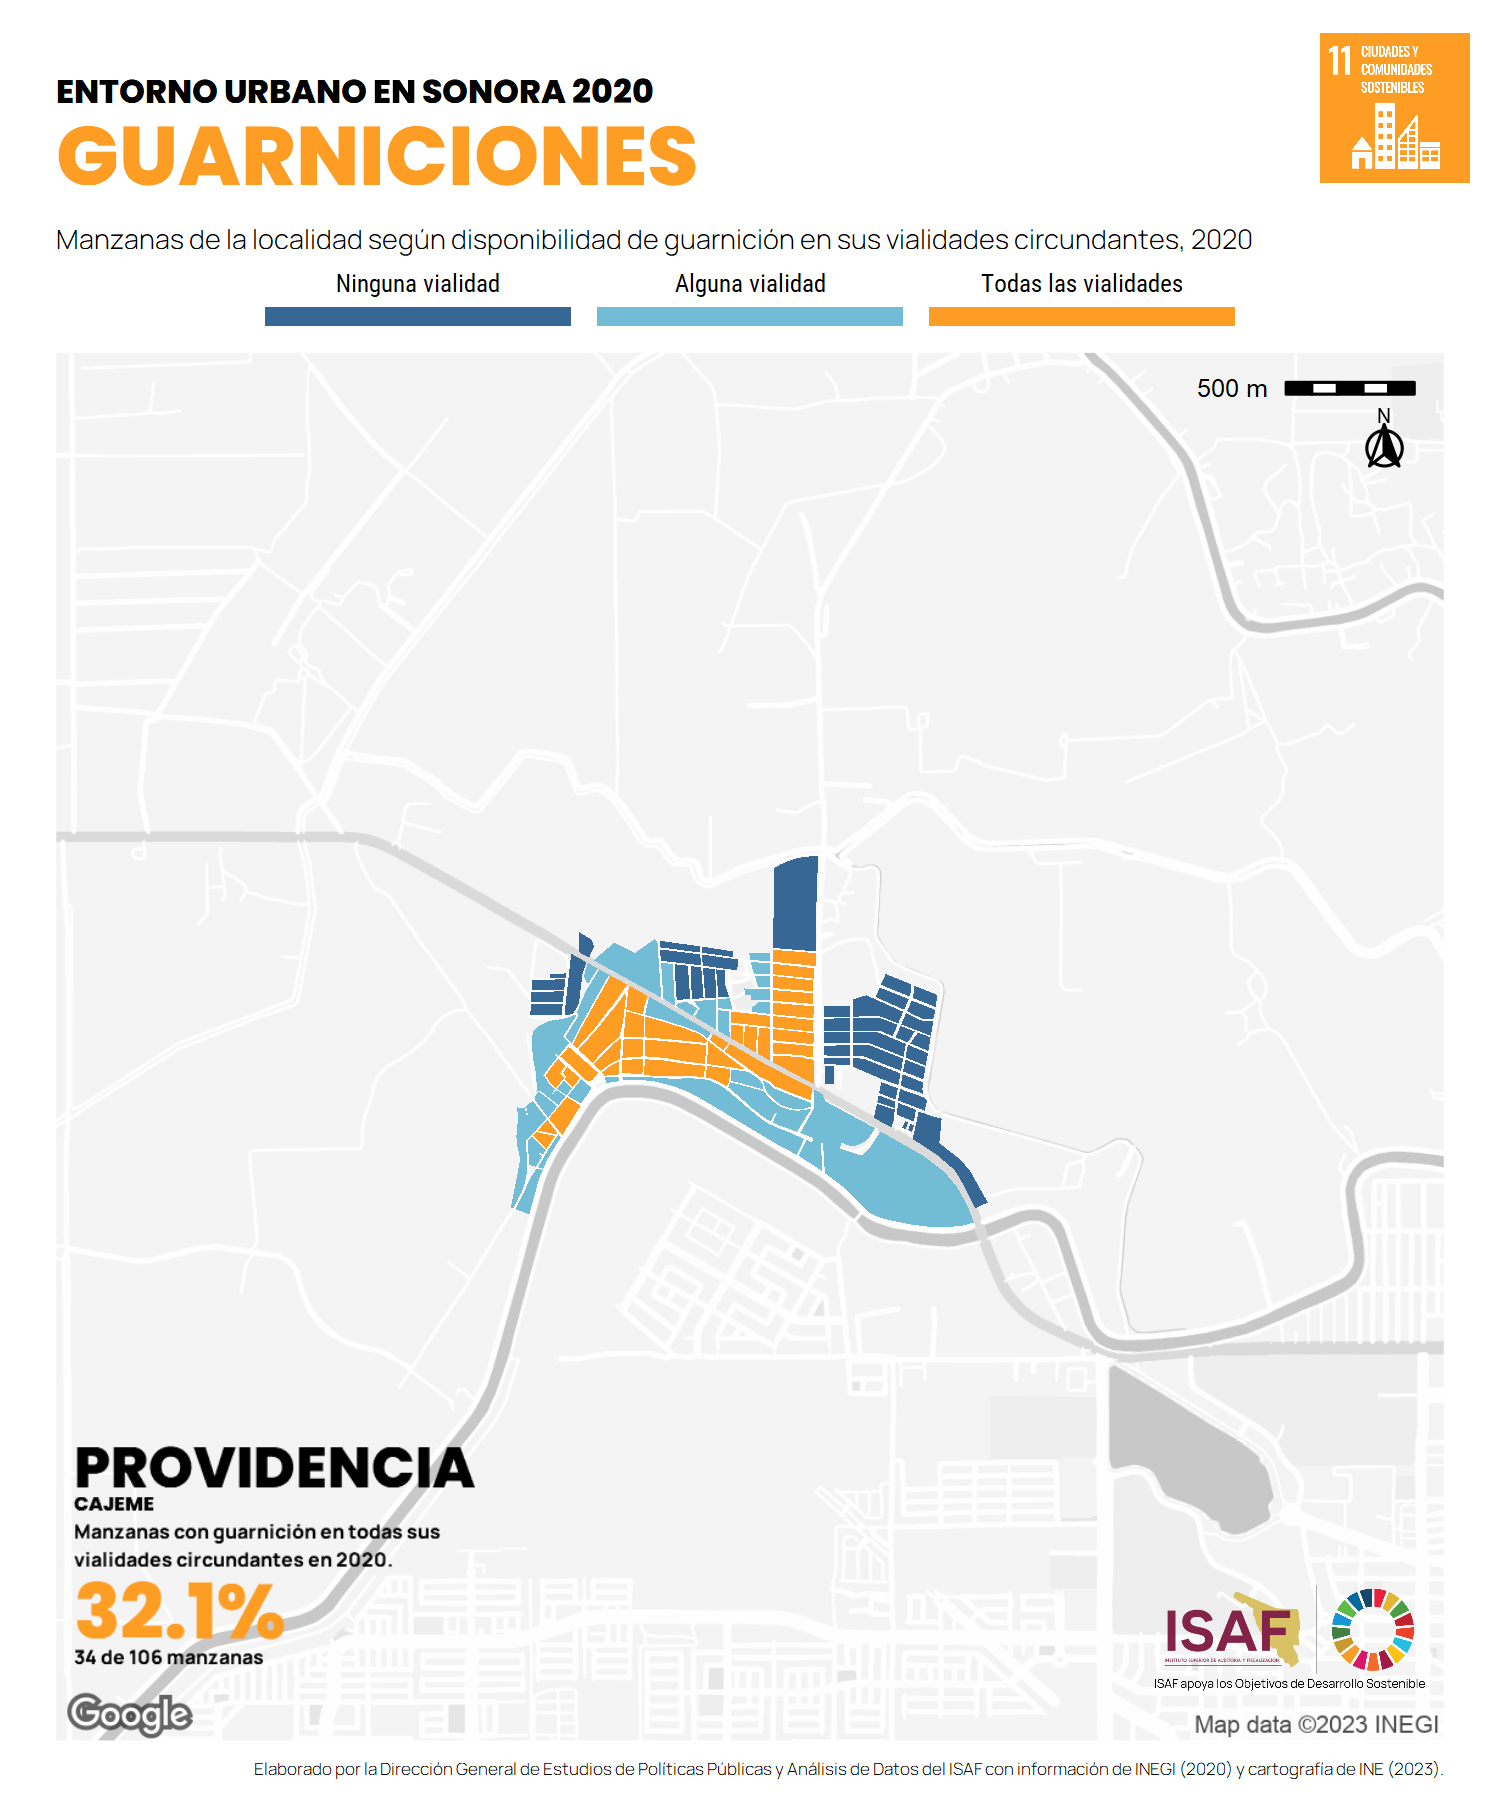 ENTORNO URBANO EN SONORA 2020
GUARNICIONES
11 CIUDADES Y
COMUNIDADES
SOSTENIBLES
Manzanas de la localidad según disponibilidad de guarnición en sus vialidades circundantes, 2020
Ninguna vialidad
Alguna vialidad
Todas las vialidades
500 m
N
PROVIDENCIA
CAJEME
Manzanas con guarnición en todas sus
vialidades circundantes en 2020.
32.1%
34 de 106 manzanas
Google
ISAF
INSTITUTO SUPERIOR DE AUDITORÍA Y FISCALIZACIÓN
ISAF apoya los Objetivos de Desarrollo Sostenible
Map data ©2023 INEGI
Elaborado por la Dirección General de Estudios de Políticas Públicas y Análisis de Datos del ISAF con información de INEGI (2020) y cartografía de INE (2023).